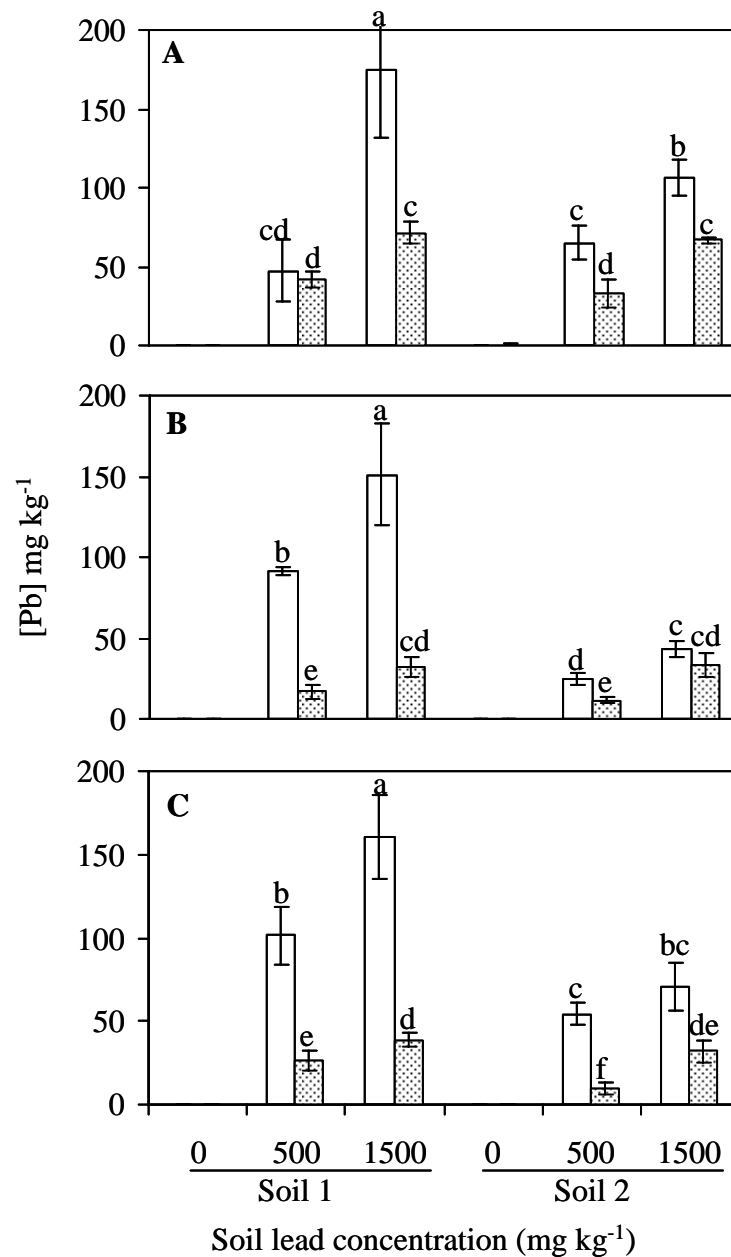 a
200
A
150
b
100
c
c
c
cd
d
d
50
0
200
a
B
150
b
100
50
cd
c
cd
e
d
e
0
[Pb] mg kg-1
200
a
C
150
b
bc
100
c
50
e
d
de
f
0
0 500 1500 0 500 1500
Soil 1 Soil 2
Soil lead concentration (mg kg-1)